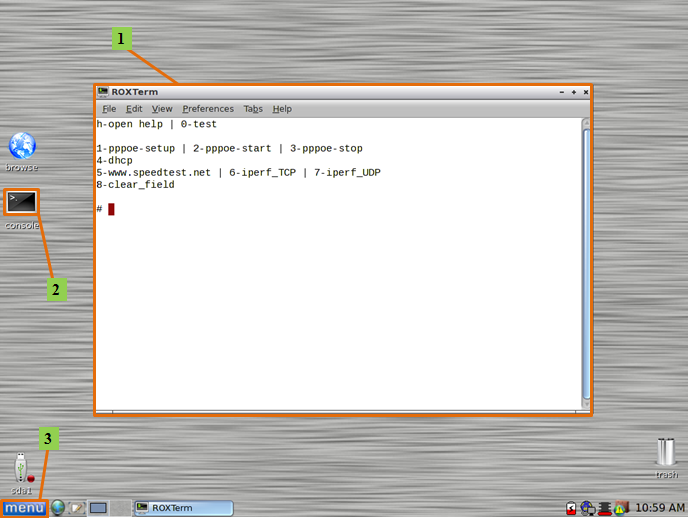 1
ROXTerm
File Edit View Preferences Tabs Help
h-open help | 0-test
1-pppoe-setup | 2-pppoe-start | 3-pppoe-stop
4-dhcp
5-www.speedtest.net | 6-iperf_TCP | 7-iperf_UDP
8-clear_field
#
browse
>_
console
2
3
sda1
trash
menu
ROXTerm
10:59 AM